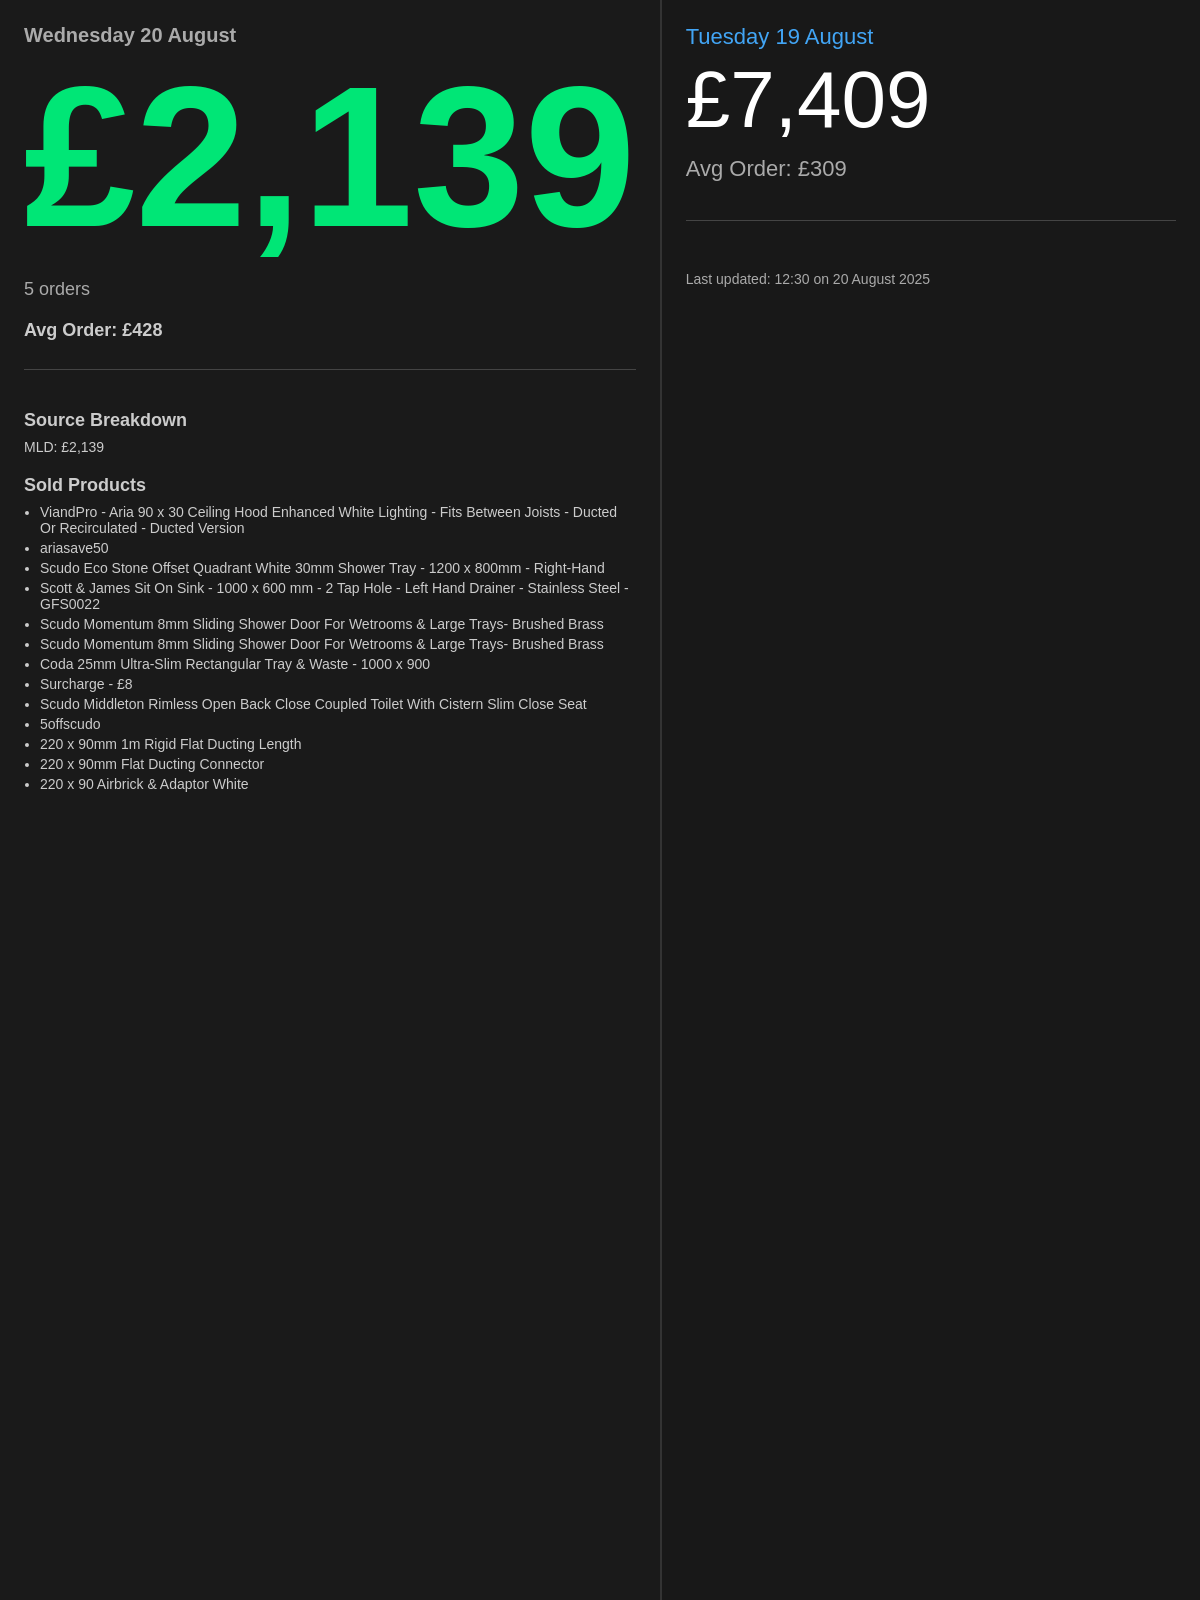 Wednesday 20 August
£2,139
5 orders
Avg Order: £428
Source Breakdown
MLD: £2,139
Sold Products
• ViandPro - Aria 90 x 30 Ceiling Hood Enhanced White Lighting - Fits Between Joists - Ducted
Or Recirculated - Ducted Version
• ariasave50
• Scudo Eco Stone Offset Quadrant White 30mm Shower Tray - 1200 x 800mm - Right-Hand
• Scott & James Sit On Sink - 1000 x 600 mm - 2 Tap Hole - Left Hand Drainer - Stainless Steel -
GFS0022
• Scudo Momentum 8mm Sliding Shower Door For Wetrooms & Large Trays- Brushed Brass
• Scudo Momentum 8mm Sliding Shower Door For Wetrooms & Large Trays- Brushed Brass
• Coda 25mm Ultra-Slim Rectangular Tray & Waste - 1000 x 900
• Surcharge - £8
• Scudo Middleton Rimless Open Back Close Coupled Toilet With Cistern Slim Close Seat
• 5offscudo
• 220 x 90mm 1m Rigid Flat Ducting Length
• 220 x 90mm Flat Ducting Connector
• 220 x 90 Airbrick & Adaptor White
Tuesday 19 August
£7,409
Avg Order: £309
Last updated: 12:30 on 20 August 2025